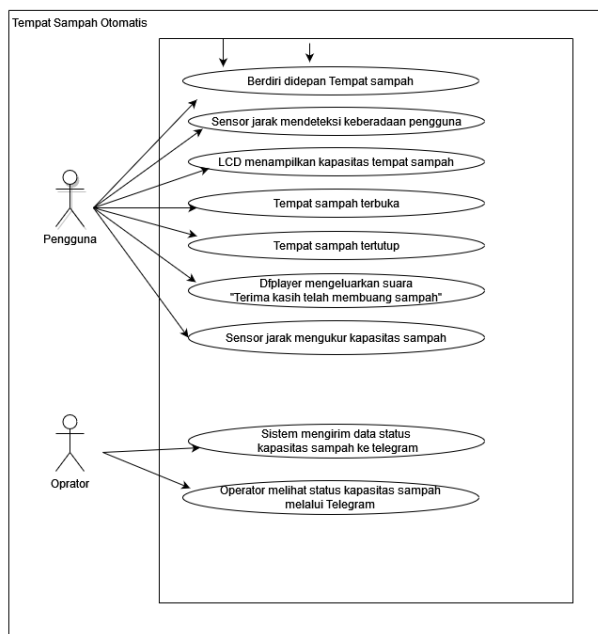 Tempat Sampah Otomatis
Berdiri didepan Tempat sampah
Sensor jarak mendeteksi keberadaan pengguna
LCD menampilkan kapasitas tempat sampah
Tempat sampah terbuka
Pengguna
Tempat sampah tertutup
Dfplayer mengeluarkan suara
"Terima kasih telah membuang sampah"
Sensor jarak mengukur kapasitas sampah
Sistem mengirim data status
kapasitas sampah ke telegram
Oprator
Operator melihat status kapasitas sampah
melalui Telegram